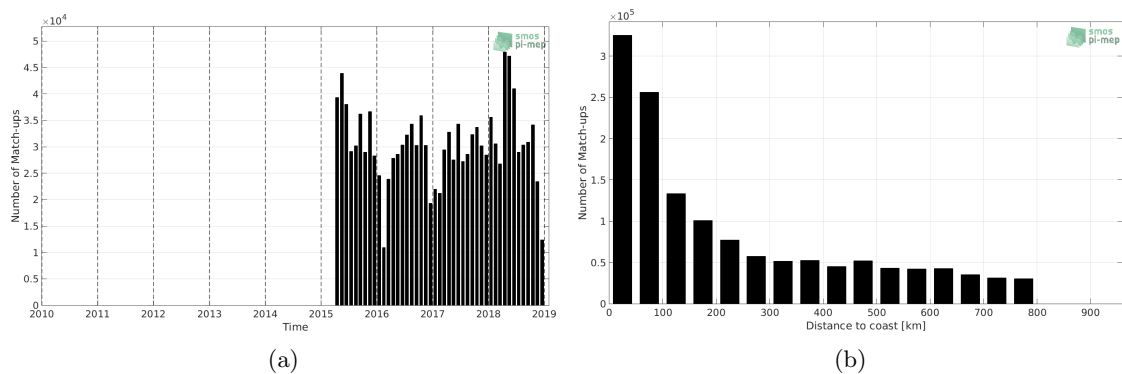 ×10⁴
5
4.5
4
3.5
3
2.5
2
1.5
1
0.5
0
Number of Match-ups
2010 2011 2012 2013 2014 2015 2016 2017 2018 2019
Time
smos
pi-mep
(a)
×10⁵
3
2.5
2
1.5
1
0.5
0
Number of Match-ups
0 100 200 300 400 500 600 700 800 900
Distance to coast [km]
smos
pi-mep
(b)